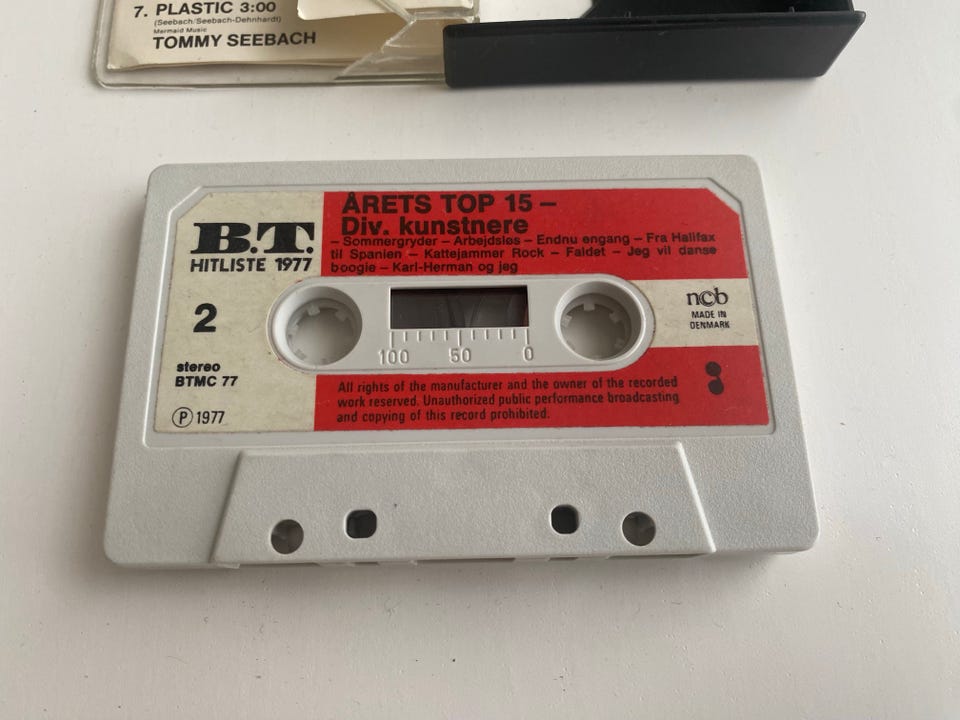 7. PLASTIC 3:00
(Seebach/Seebach-Dehnhardt)
Mermaid Music
TOMMY SEEBACH
B.T.
HITLISTE 1977
2
stereo
BTMC 77
Ⓟ 1977
ÅRETS TOP 15 –
Div. kunstnere
– Sommergryder – Arbejdsløs – Endnu engang – Fra Halifax
til Spanien – Kattejammer Rock – Faldet – Jeg vil danse
boogie – Karl-Herman og jeg
100 50 0
ncb
MADE IN
DENMARK
All rights of the manufacturer and the owner of the recorded
work reserved. Unauthorized public performance broadcasting
and copying of this record prohibited.